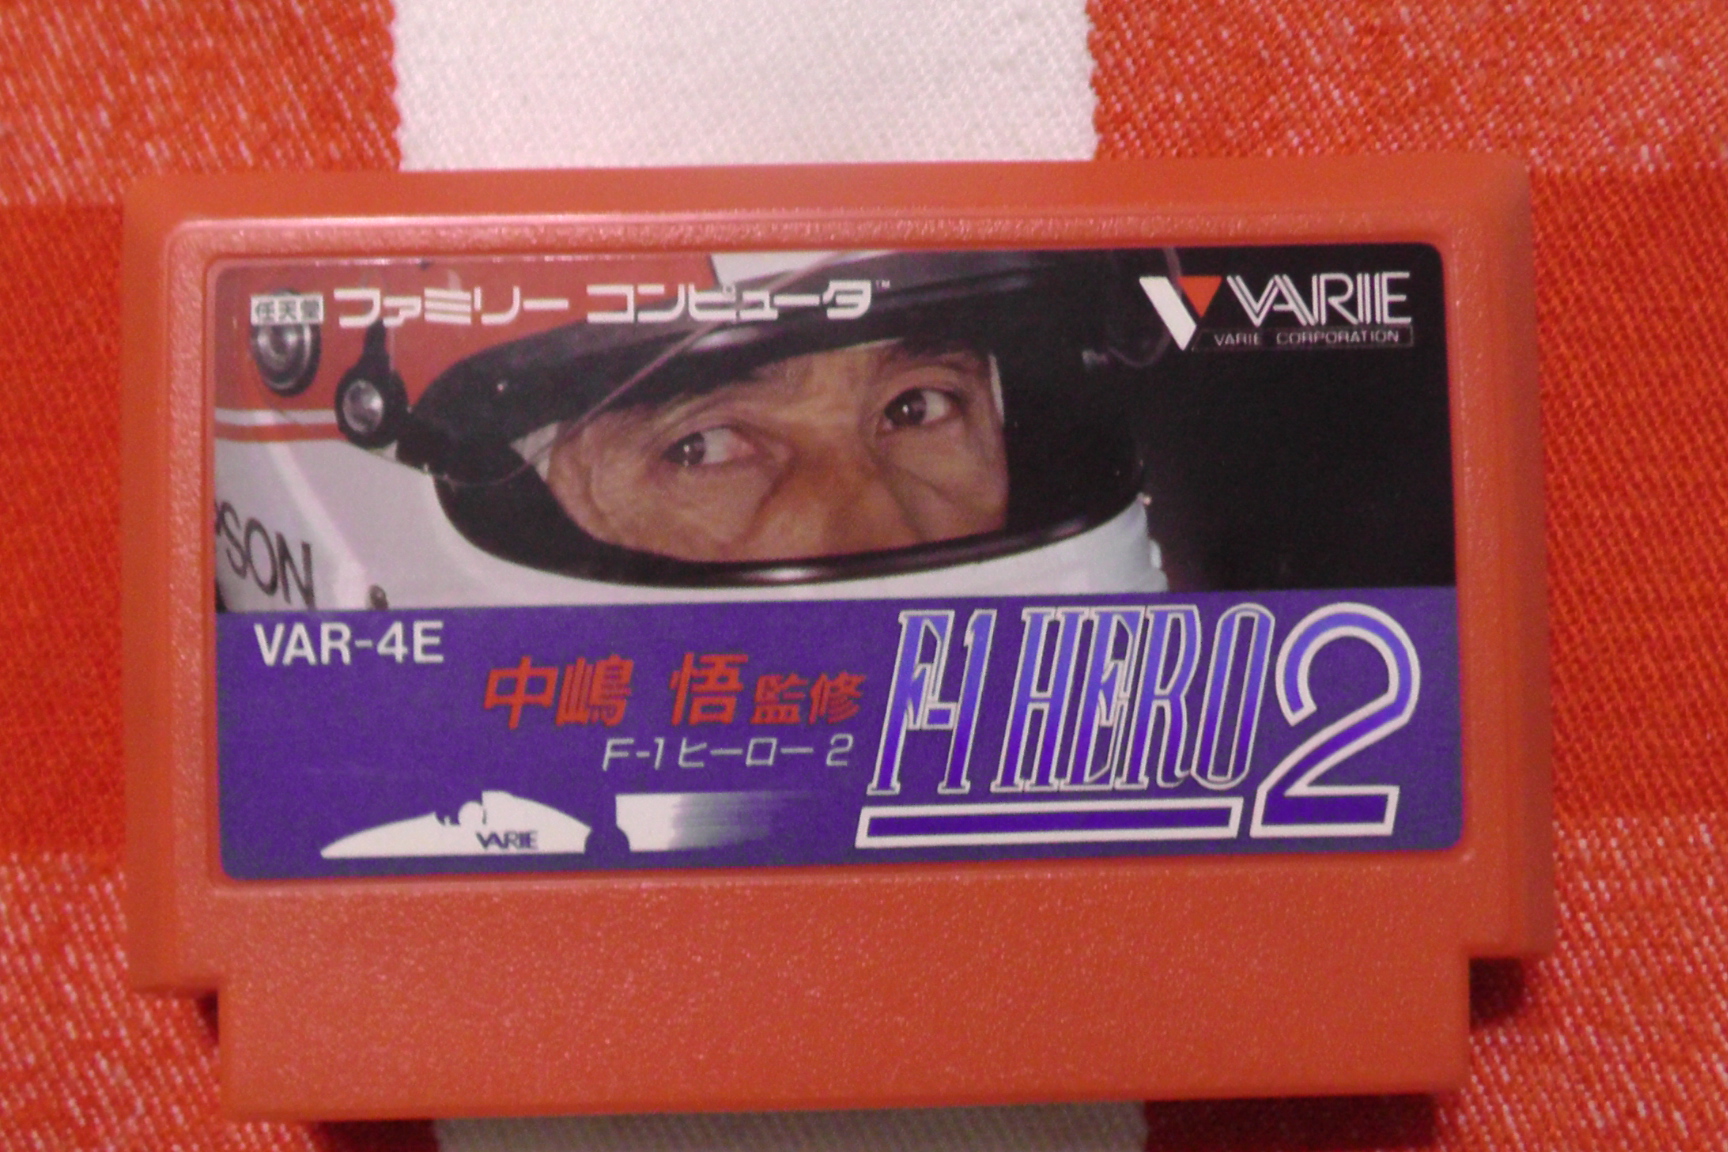 任天堂 ファミリー コンピュータ™
VARIE
VARIE CORPORATION
PSON
VAR-4E
中嶋 悟 監修
F-1 ヒーロー 2
F-1 HERO 2
VARIE